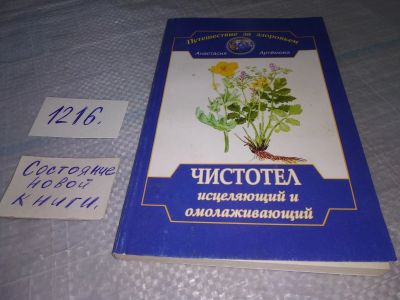 Путешествие за здоровьем
Анастасия Артёмова
ЧИСТОТЕЛ
исцеляющий и
омолаживающий
1216.
Состояние
новой
книги.